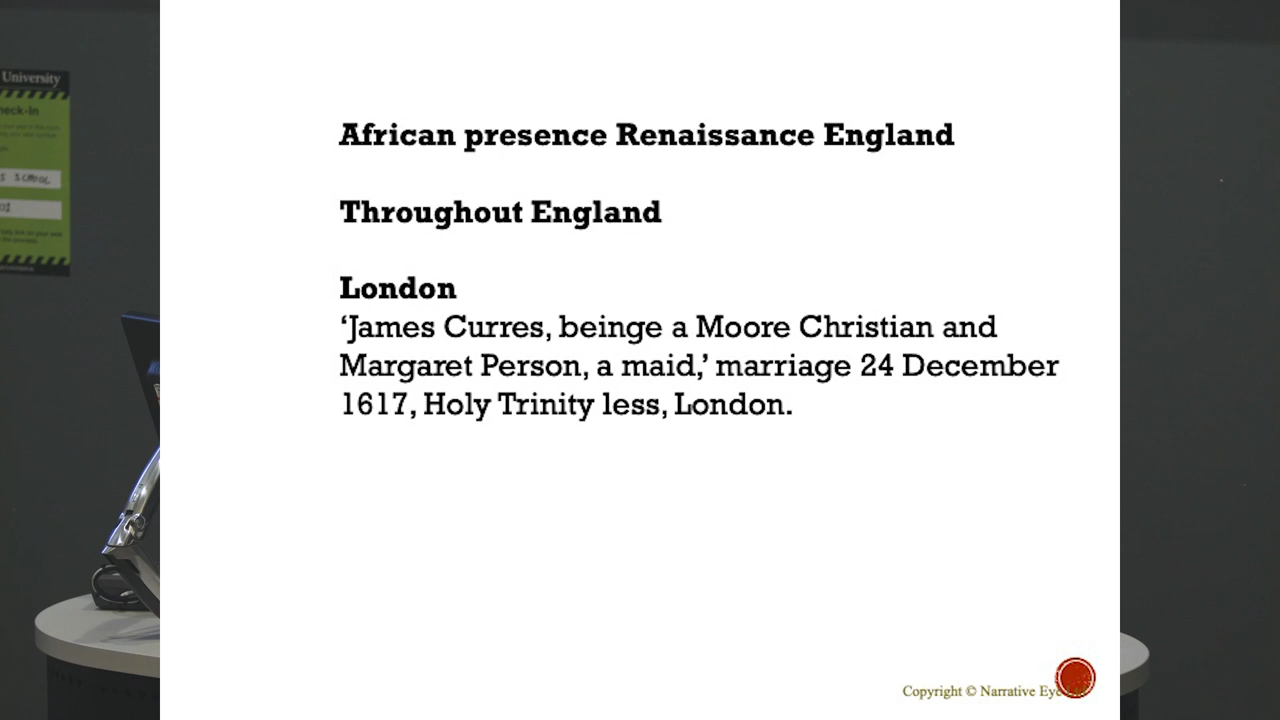 African presence Renaissance England
Throughout England
London
‘James Curres, beinge a Moore Christian and
Margaret Person, a maid,’ marriage 24 December
1617, Holy Trinity less, London.
Copyright © Narrative Eye
University